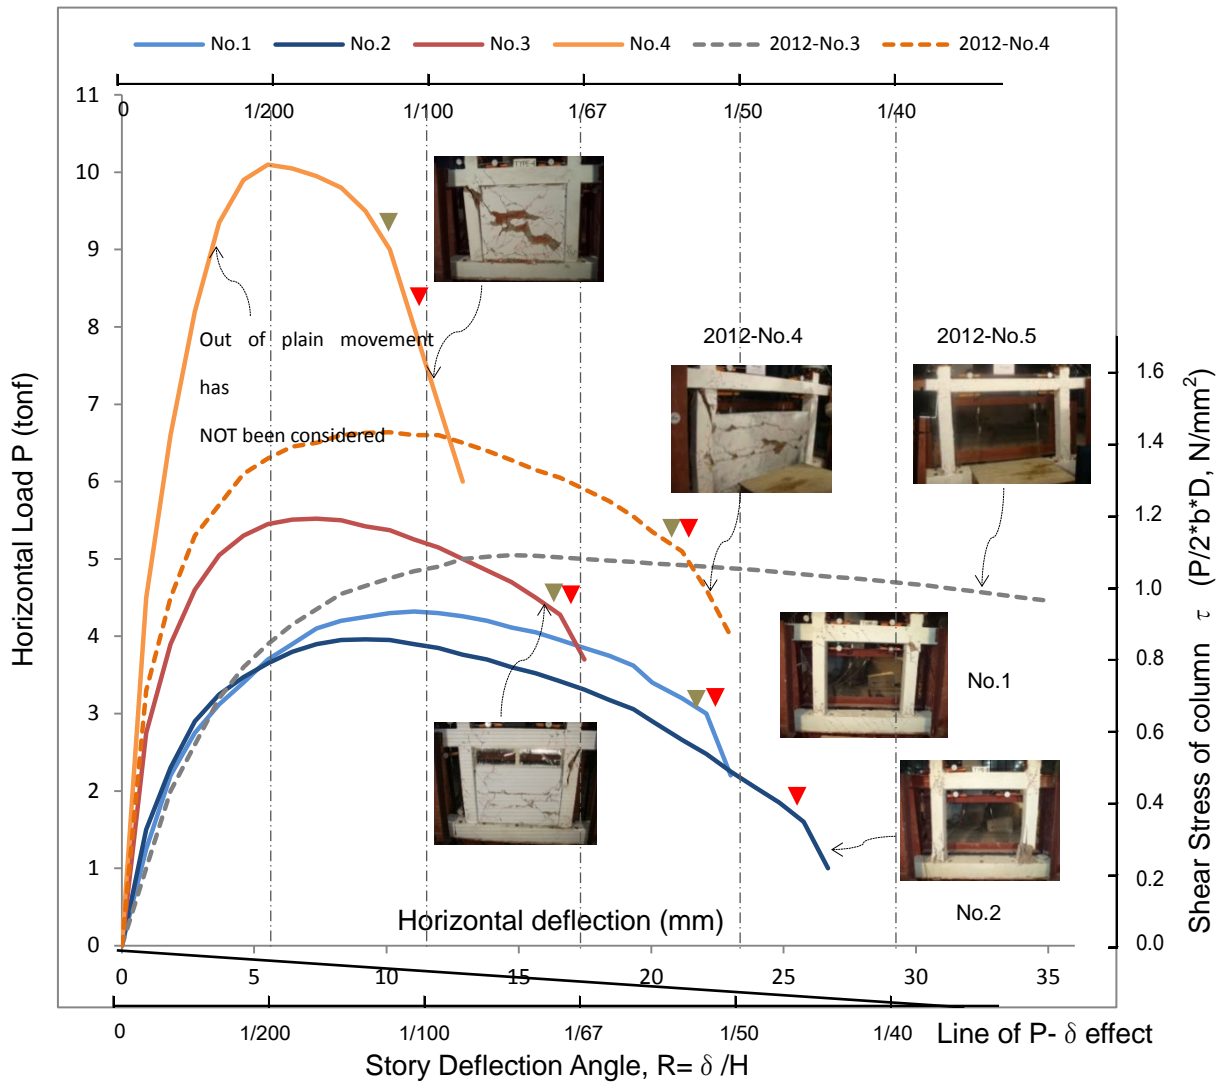 No.1 No.2 No.3 No.4 2012-No.3 2012-No.4
0 1/200 1/100 1/67 1/50 1/40
11
10
9
8
7
6
5
4
3
2
1
0
Horizontal Load P (tonf)
Out of plain movement
has
NOT been considered
2012-No.4
2012-No.5
No.1
No.2
1.6
1.4
1.2
1.0
0.8
0.6
0.4
0.2
0.0
Shear Stress of column τ (P/2*b*D, N/mm²)
Horizontal deflection (mm)
0 5 10 15 20 25 30 35
0 1/200 1/100 1/67 1/50 1/40
Line of P- δ effect
Story Deflection Angle, R= δ /H